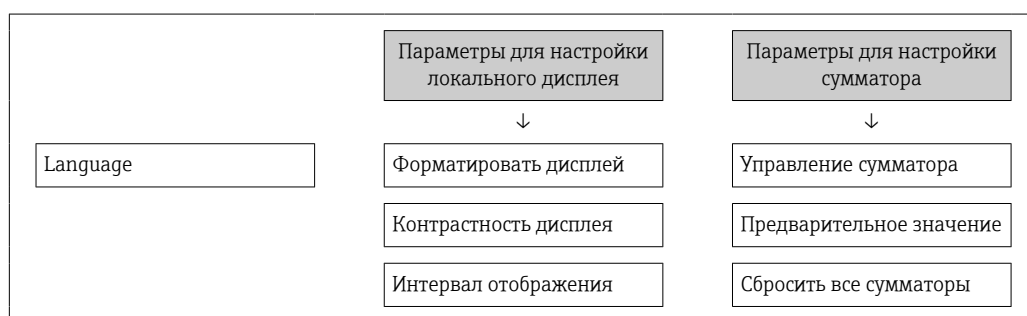 Параметры для настройки
локального дисплея
Параметры для настройки
сумматора
↓
↓
Language
Форматировать дисплей
Управление сумматора
Контрастность дисплея
Предварительное значение
Интервал отображения
Сбросить все сумматоры